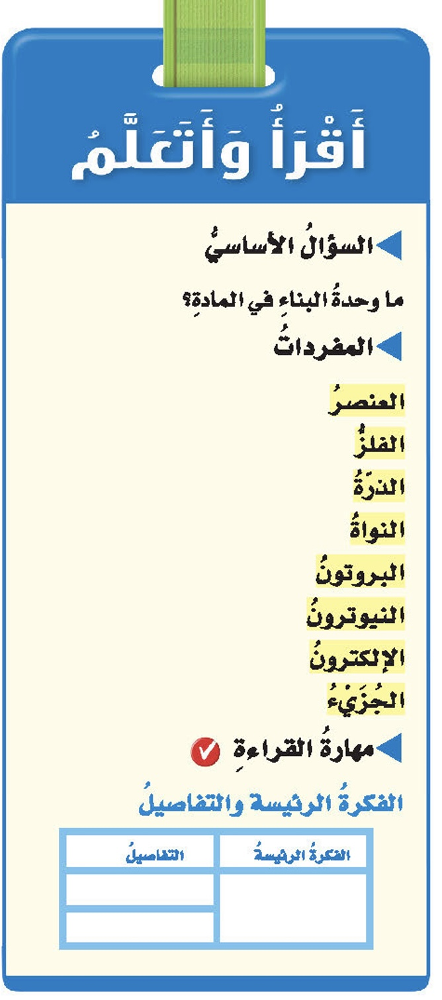 أَقْرَأُ وَأَتَعَلَّمُ
السؤالُ الأساسيُّ
ما وحدةُ البناءِ في المادةِ؟
المفرداتُ
العنصرُ
الفلزُّ
الذرّةُ
النواةُ
البروتونُ
النيوترونُ
الإلكترونُ
الجُزَيْءُ
مهارةُ القراءةِ
الفكرةُ الرئيسة والتفاصيلُ
الفكرةُ الرئيسةُ التفاصيلُ